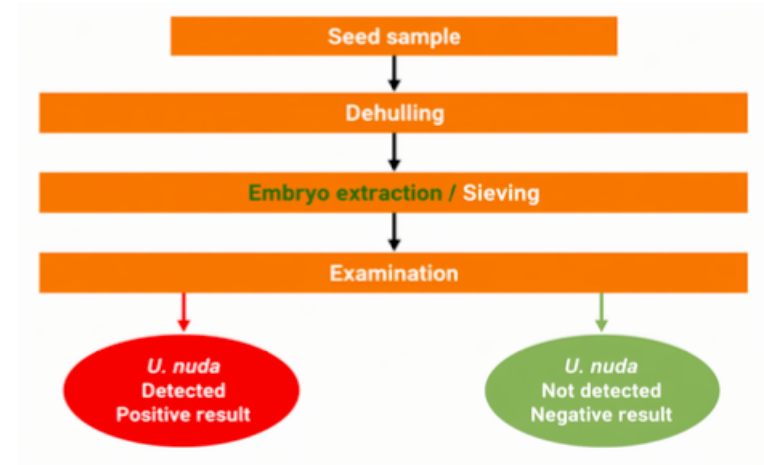 Seed sample
Dehulling
Embryo extraction / Sieving
Examination
U. nuda
Detected
Positive result
U. nuda
Not detected
Negative result